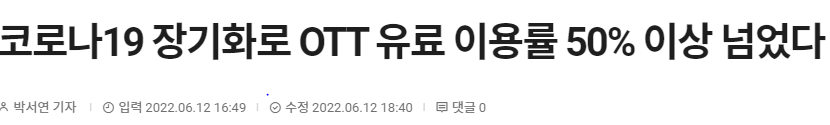 코로나19 장기화로 OTT 유료 이용률 50% 이상 넘었다
박서연 기자 입력 2022.06.12 16:49 수정 2022.06.12 18:40 댓글 0